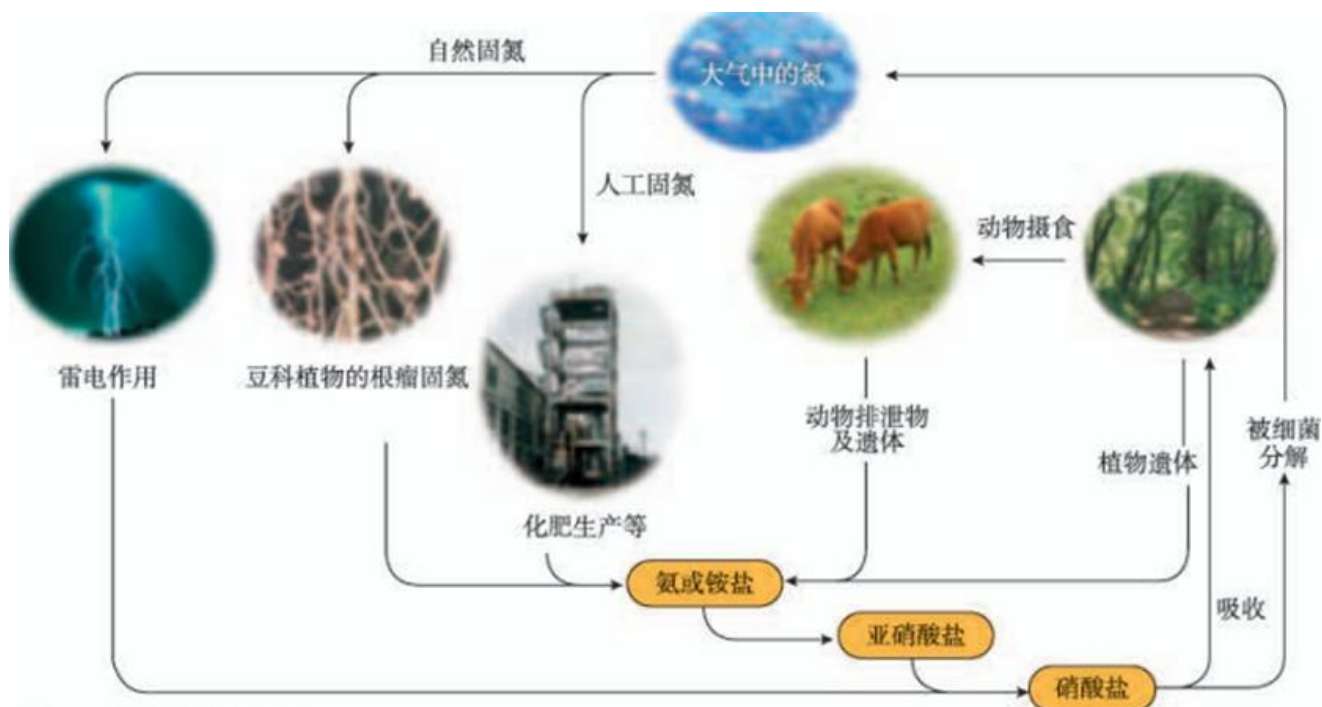 自然固氮
大气中的氮
人工固氮
动物摄食
雷电作用
豆科植物的根瘤固氮
动物排泄物
及遗体
植物遗体
被细菌
分解
化肥生产等
氨或铵盐
吸收
亚硝酸盐
硝酸盐